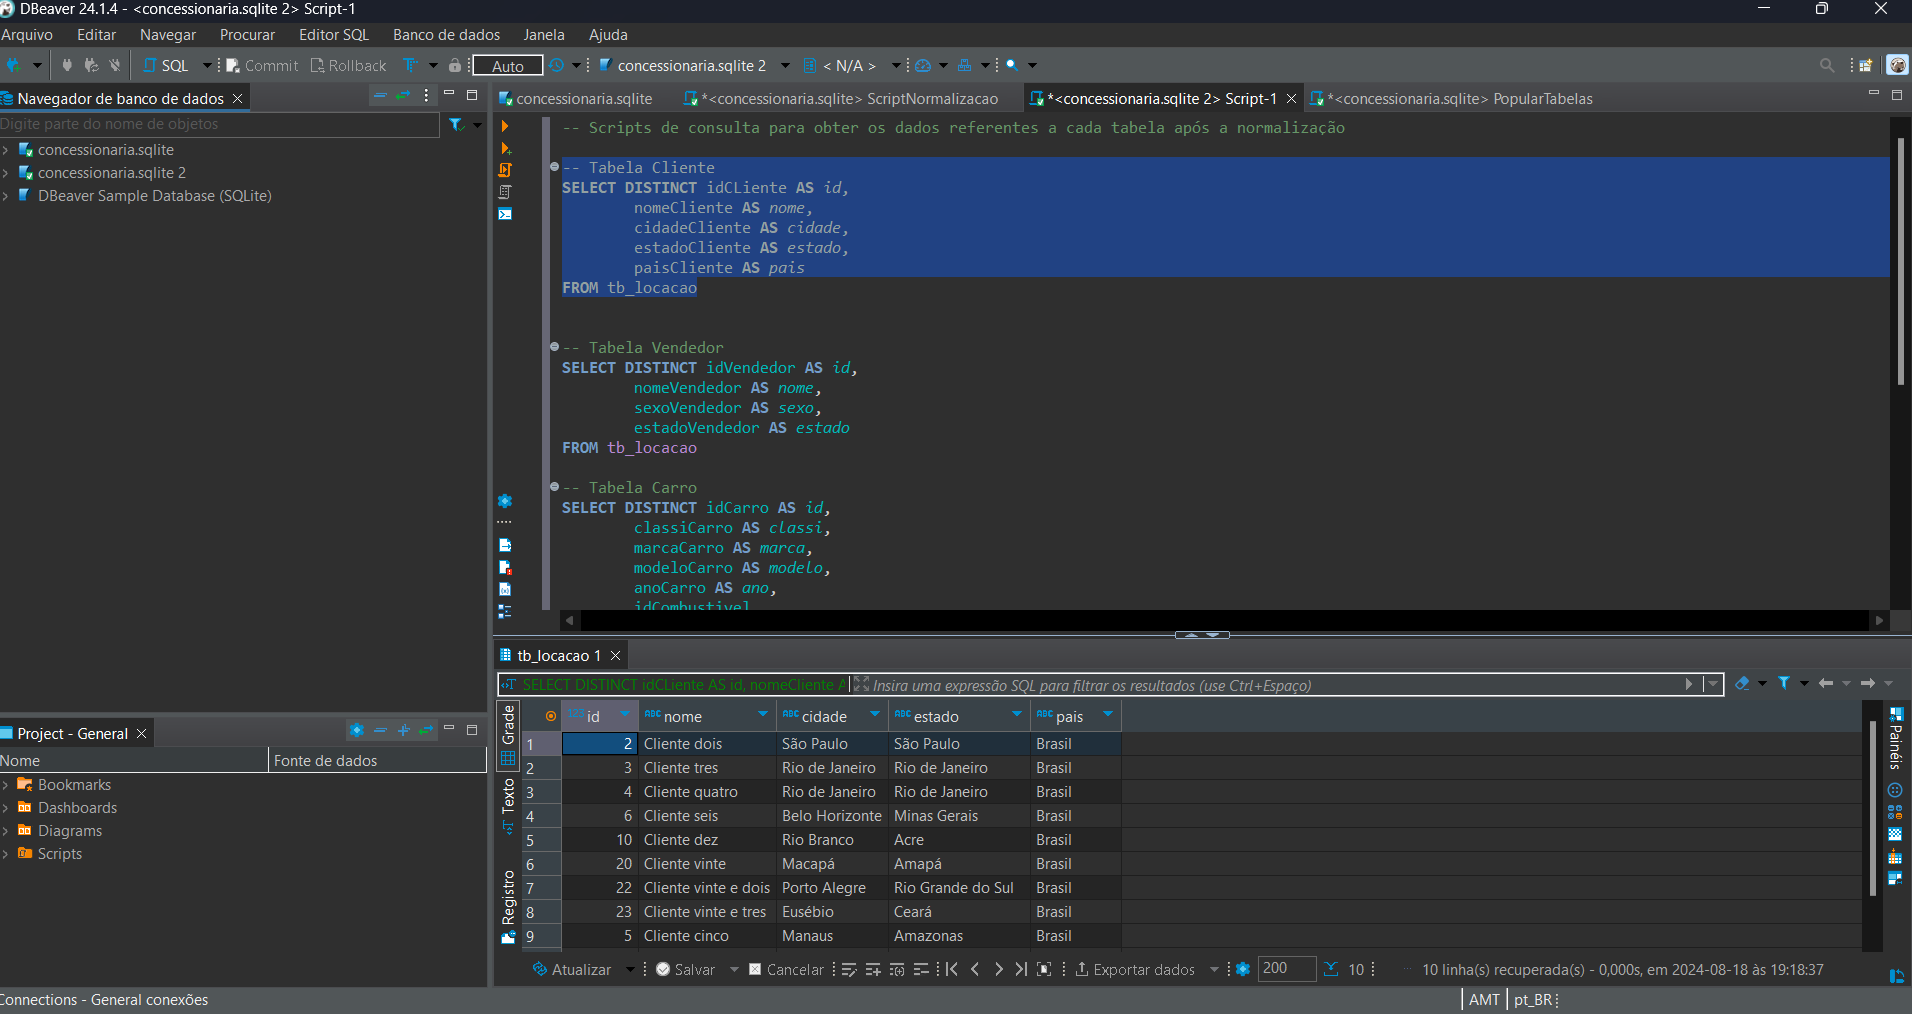 DBeaver 24.1.4 - <concessionaria.sqlite 2> Script-1
Arquivo Editar Navegar Procurar Editor SQL Banco de dados Janela Ajuda
SQL Commit Rollback Auto concessionaria.sqlite 2 < N/A >
Navegador de banco de dados
Digite parte do nome de objetos
concessionaria.sqlite
concessionaria.sqlite 2
DBeaver Sample Database (SQLite)
concessionaria.sqlite *<concessionaria.sqlite> ScriptNormalizacao *<concessionaria.sqlite 2> Script-1 *<concessionaria.sqlite> PopularTabelas
-- Scripts de consulta para obter os dados referentes a cada tabela após a normalização
-- Tabela Cliente
SELECT DISTINCT idCLiente AS id,
nomeCliente AS nome,
cidadeCliente AS cidade,
estadoCliente AS estado,
paisCliente AS pais
FROM tb_locacao
-- Tabela Vendedor
SELECT DISTINCT idVendedor AS id,
nomeVendedor AS nome,
sexoVendedor AS sexo,
estadoVendedor AS estado
FROM tb_locacao
-- Tabela Carro
SELECT DISTINCT idCarro AS id,
classiCarro AS classi,
marcaCarro AS marca,
modeloCarro AS modelo,
anoCarro AS ano,
idCombustivel
Project - General
Nome Fonte de dados
Bookmarks
Dashboards
Diagrams
Scripts
tb_locacao 1
SELECT DISTINCT idCLiente AS id, nomeCliente A Insira uma expressão SQL para filtrar os resultados (use Ctrl+Espaço)
Grade
Texto
Registro
id nome cidade estado pais
1 2 Cliente dois São Paulo São Paulo Brasil
2 3 Cliente tres Rio de Janeiro Rio de Janeiro Brasil
3 4 Cliente quatro Rio de Janeiro Rio de Janeiro Brasil
4 6 Cliente seis Belo Horizonte Minas Gerais Brasil
5 10 Cliente dez Rio Branco Acre Brasil
6 20 Cliente vinte Macapá Amapá Brasil
7 22 Cliente vinte e dois Porto Alegre Rio Grande do Sul Brasil
8 23 Cliente vinte e tres Eusébio Ceará Brasil
9 5 Cliente cinco Manaus Amazonas Brasil
Painéis
Atualizar Salvar Cancelar Exportar dados 200 10 10 linha(s) recuperada(s) - 0,000s, em 2024-08-18 às 19:18:37
Connections - General conexões
AMT pt_BR